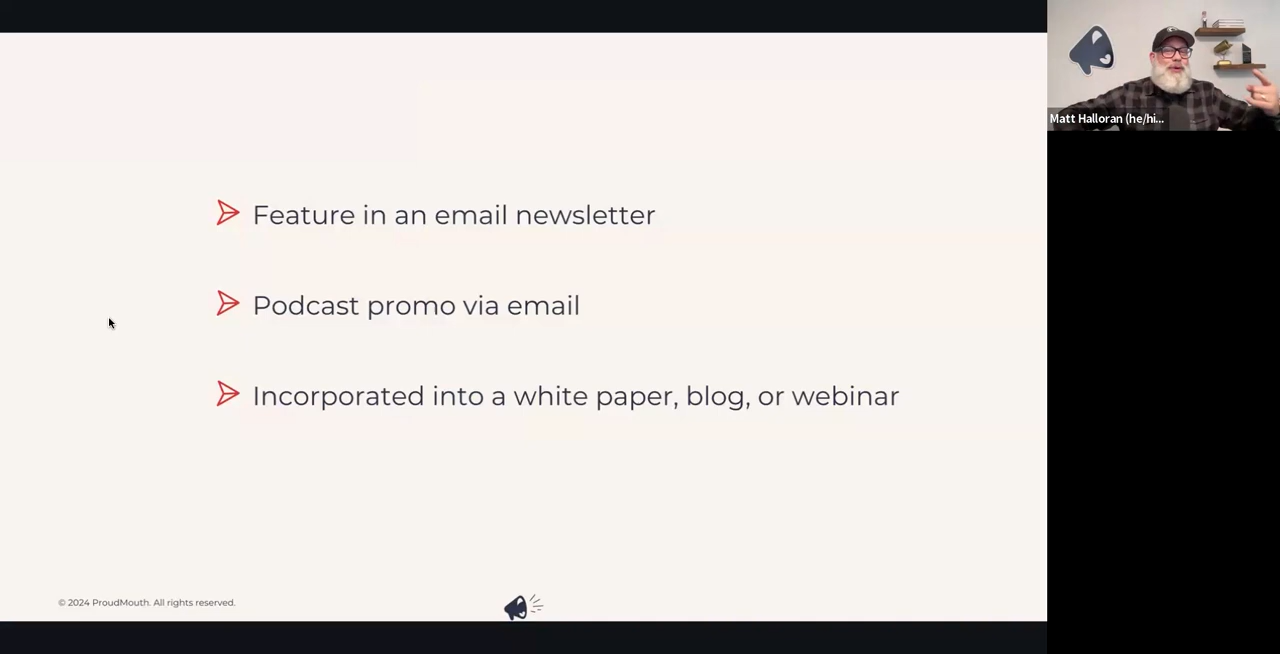 Feature in an email newsletter
Podcast promo via email
Incorporated into a white paper, blog, or webinar
© 2024 ProudMouth. All rights reserved.
Matt Halloran (he/hi...